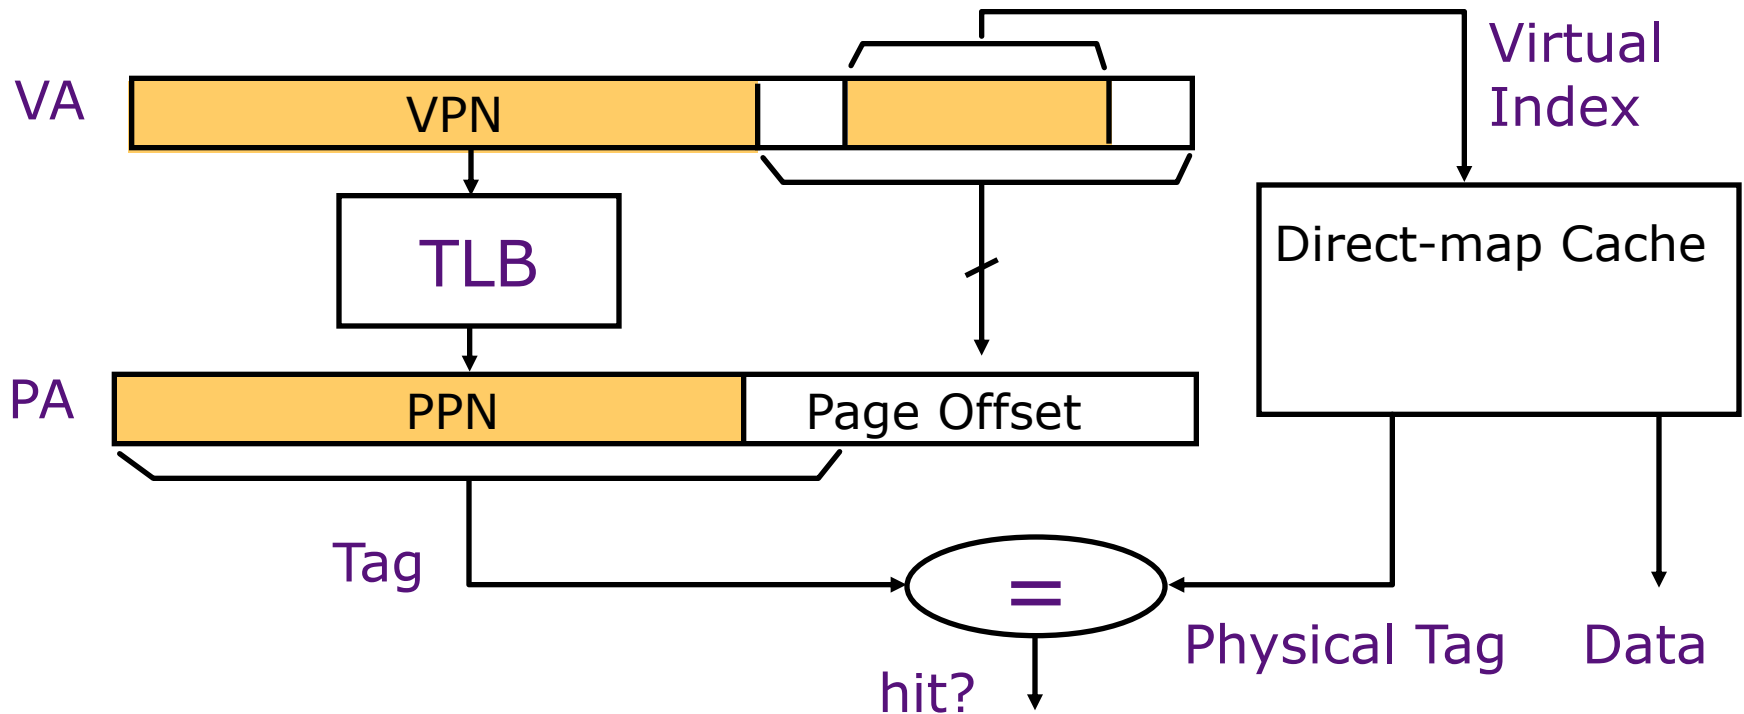 Virtual
Index
VA
VPN
TLB
Direct-map Cache
PA
PPN
Page Offset
Tag
=
Physical Tag
Data
hit?